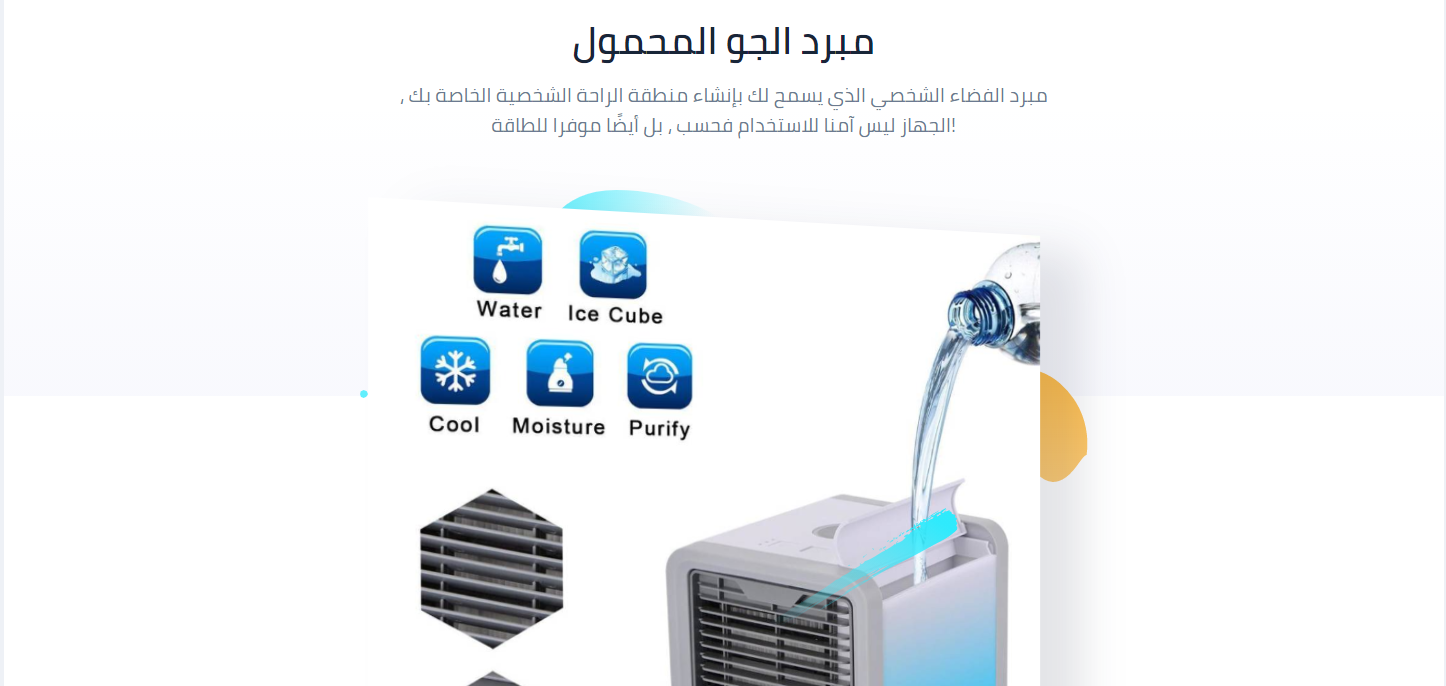 مبرد الجو المحمول
مبرد الفضاء الشخصي الذي يسمح لك بإنشاء منطقة الراحة الشخصية الخاصة بك ،
الجهاز ليس آمنا للاستخدام فحسب ، بل أيضًا موفرا للطاقة!
Water
Ice Cube
Cool
Moisture
Purify